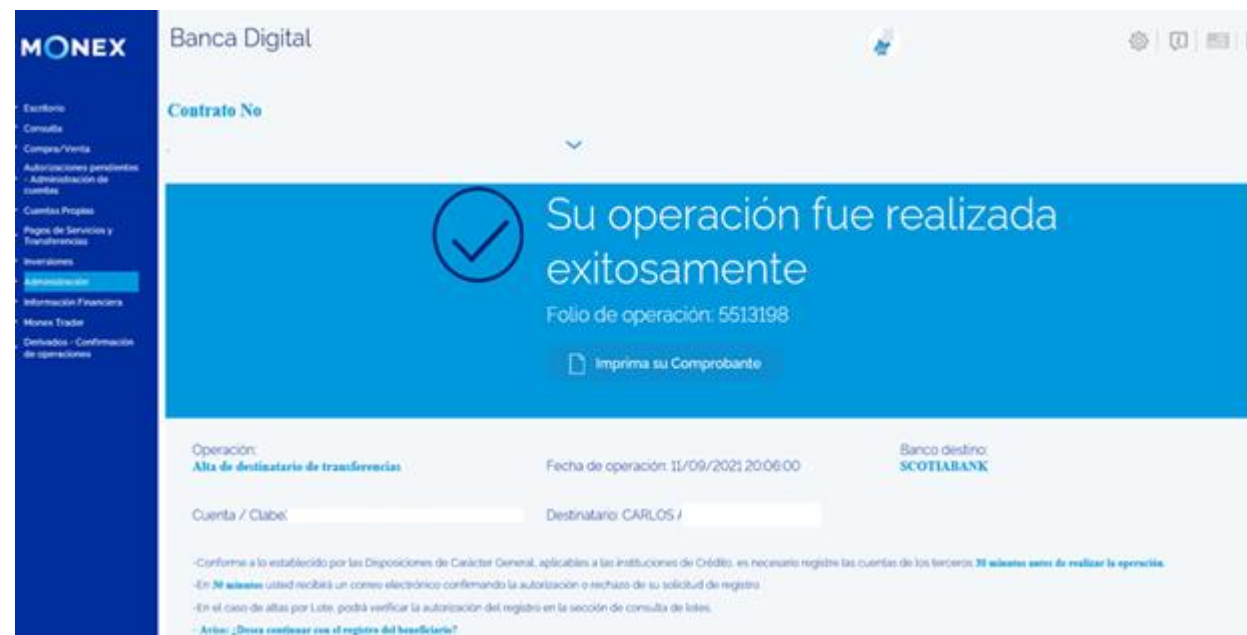 MONEX
Banca Digital
Escritorio
Consulta
Compra/Venta
Autorizaciones pendientes
- Administración de
cuentas
Cuentas Propias
Pagos de Servicios y
Transferencias
Inversiones
Administración
Información Financiera
Monex Trader
Derivados - Confirmación
de operaciones
Contrato No
Su operación fue realizada
exitosamente
Folio de operación: 5513198
Imprima su Comprobante
Operación:
Alta de destinatario de transferencias
Fecha de operación: 11/09/2021 20:06:00
Banco destino:
SCOTIABANK
Cuenta / Clabe:
Destinatario: CARLOS A
-Conforme a lo establecido por las Disposiciones de Carácter General, aplicables a las instituciones de Crédito, es necesario registre las cuentas de los terceros 30 minutos antes de realizar la operación.
-En 30 minutos usted recibirá un correo electrónico confirmando la autorización o rechazo de su solicitud de registro
-En el caso de altas por Lote, podrá verificar la autorización del registro en la sección de consulta de lotes.
- Aviso: ¿Desea continuar con el registro del beneficiario?